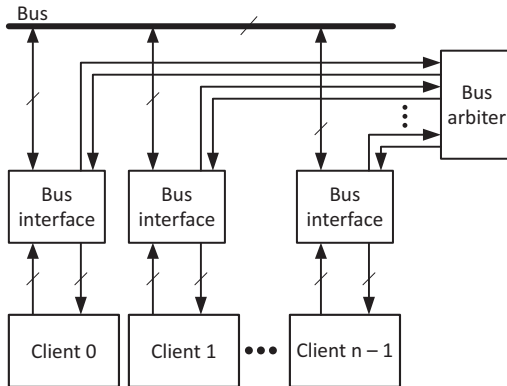 Bus
Bus
arbiter
Bus
interface
Bus
interface
Bus
interface
Client 0
Client 1
Client n – 1